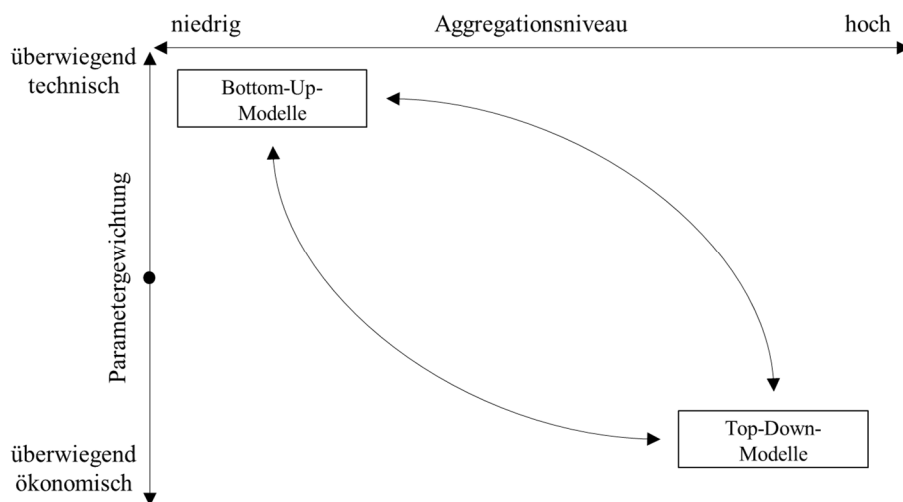 niedrig Aggregationsniveau hoch
überwiegend
technisch
Bottom-Up-
Modelle
Parametergewichtung
Top-Down-
Modelle
überwiegend
ökonomisch